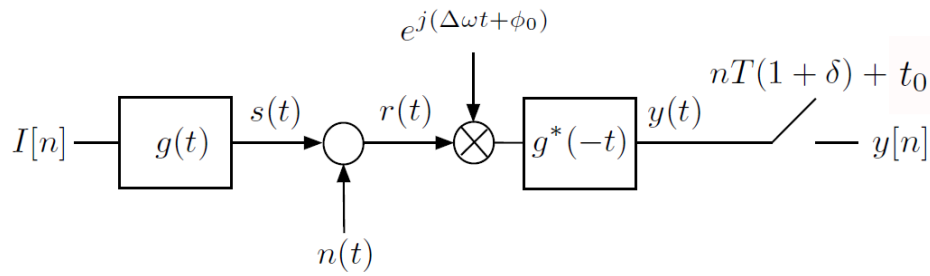 e^{j(Δωt+ϕ_0)}
nT(1 + δ) + t_0
s(t) r(t) y(t)
I[n] g(t) g^*(−t) y[n]
n(t)